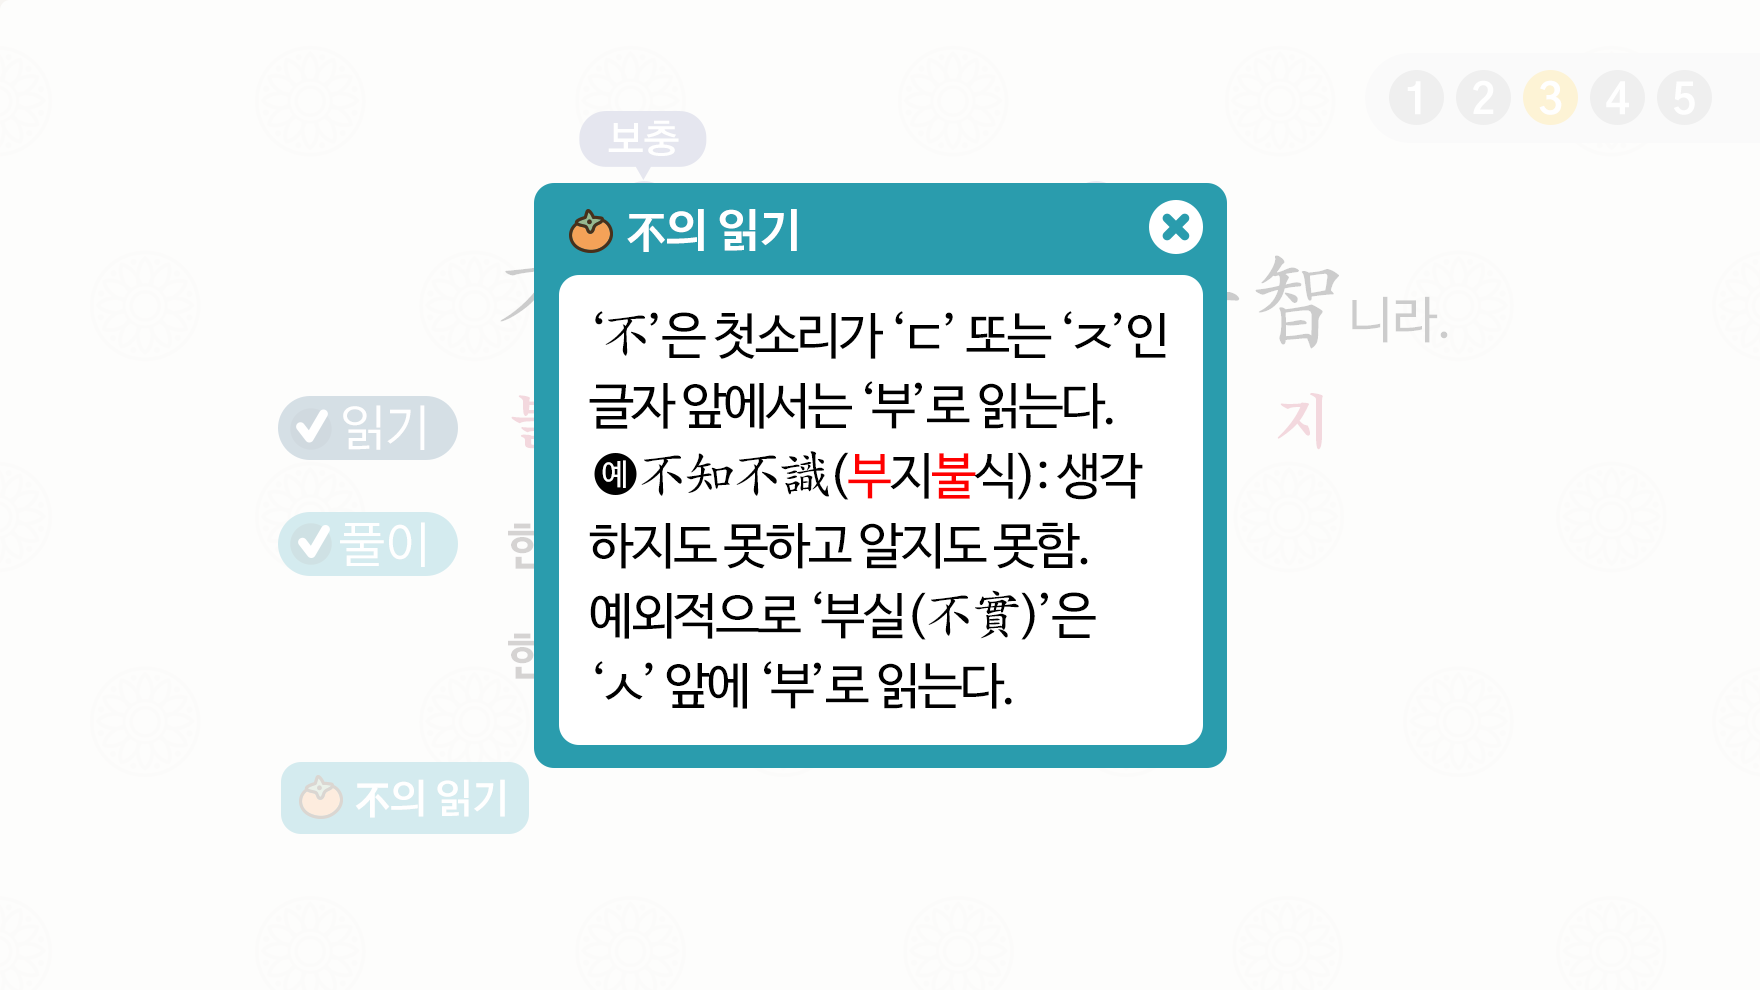 1 2 3 4 5
보충
不의 읽기
智니라.
‘不’은 첫소리가 ‘ㄷ’ 또는 ‘ㅈ’인
글자 앞에서는 ‘부’로 읽는다.
예 不知不識(부지불식): 생각
하지도 못하고 알지도 못함.
예외적으로 ‘부실(不實)’은
‘ㅅ’ 앞에 ‘부’로 읽는다.
읽기
지
풀이
不의 읽기